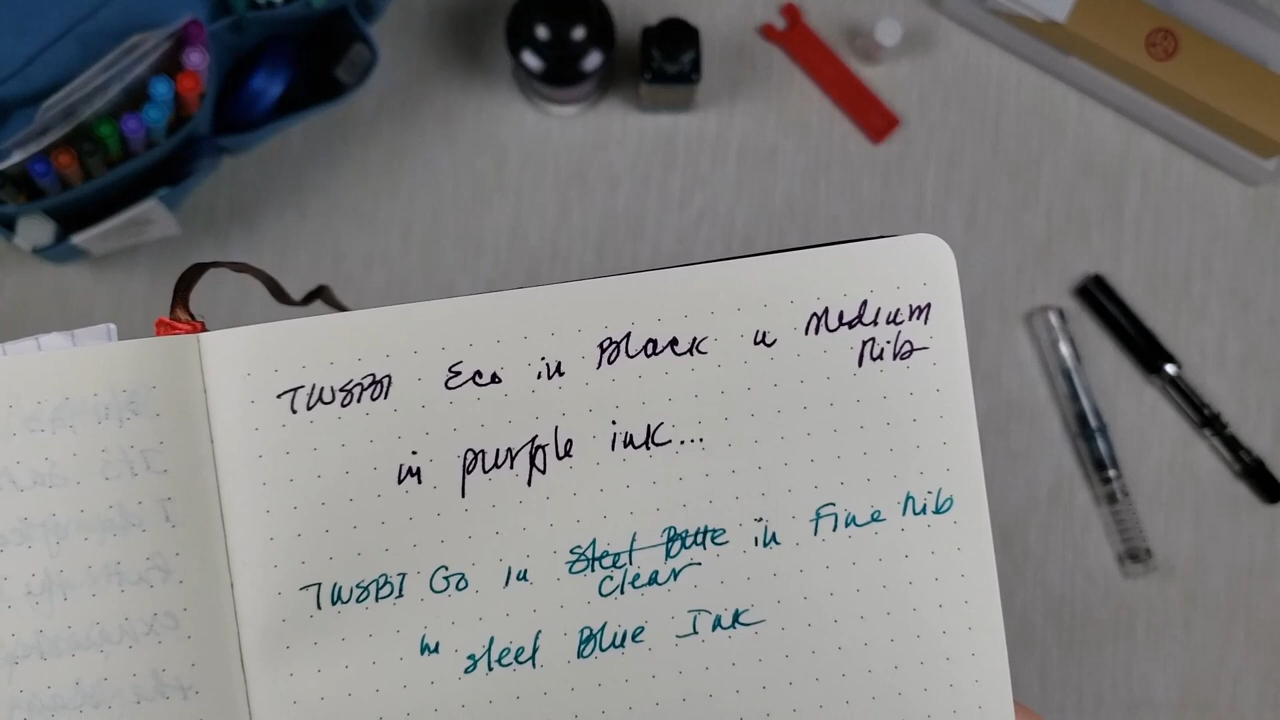 TWSBI Eco in Black in Medium
Nib
in purple ink...
TWSBI Go in Steel Blue in Fine Nib
Clear
in Steel Blue Ink